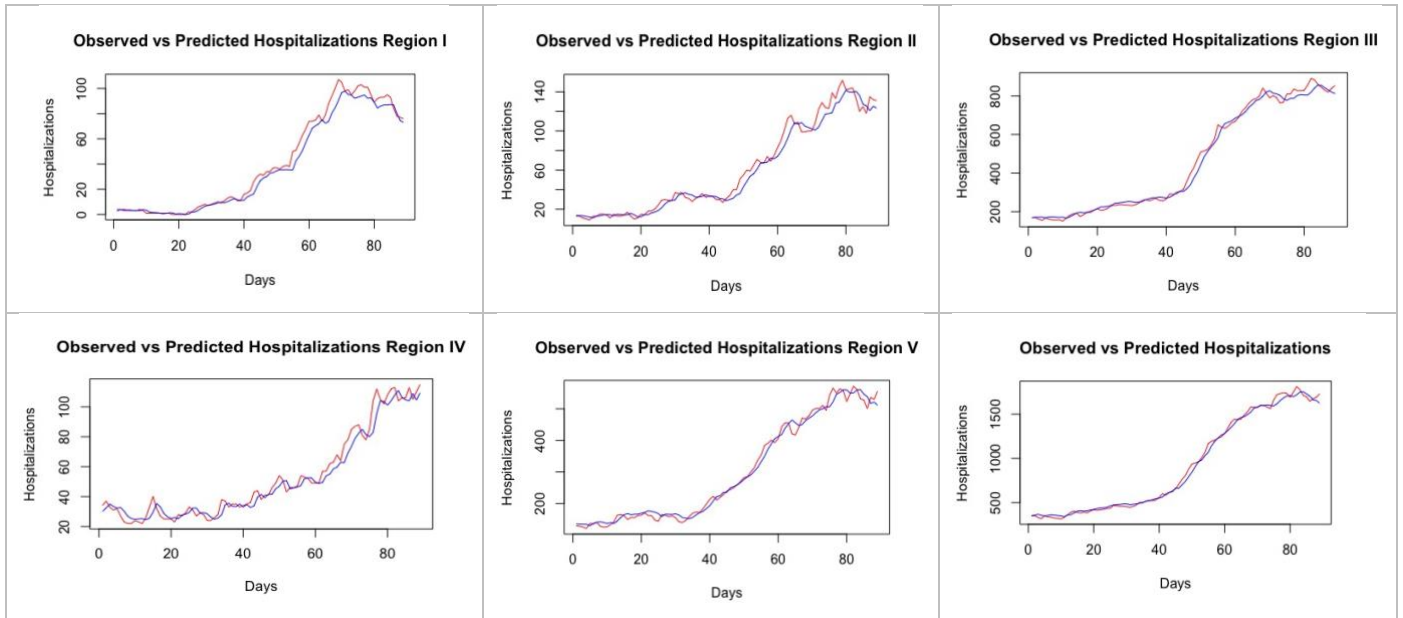 Observed vs Predicted Hospitalizations Region I
Hospitalizations
100
60
20
0
0 20 40 60 80
Days
Observed vs Predicted Hospitalizations Region II
Hospitalizations
140
100
60
20
0 20 40 60 80
Days
Observed vs Predicted Hospitalizations Region III
Hospitalizations
800
600
400
200
0 20 40 60 80
Days
Observed vs Predicted Hospitalizations Region IV
Hospitalizations
100
80
60
40
20
0 20 40 60 80
Days
Observed vs Predicted Hospitalizations Region V
Hospitalizations
400
200
0 20 40 60 80
Days
Observed vs Predicted Hospitalizations
Hospitalizations
1500
1000
500
0 20 40 60 80
Days